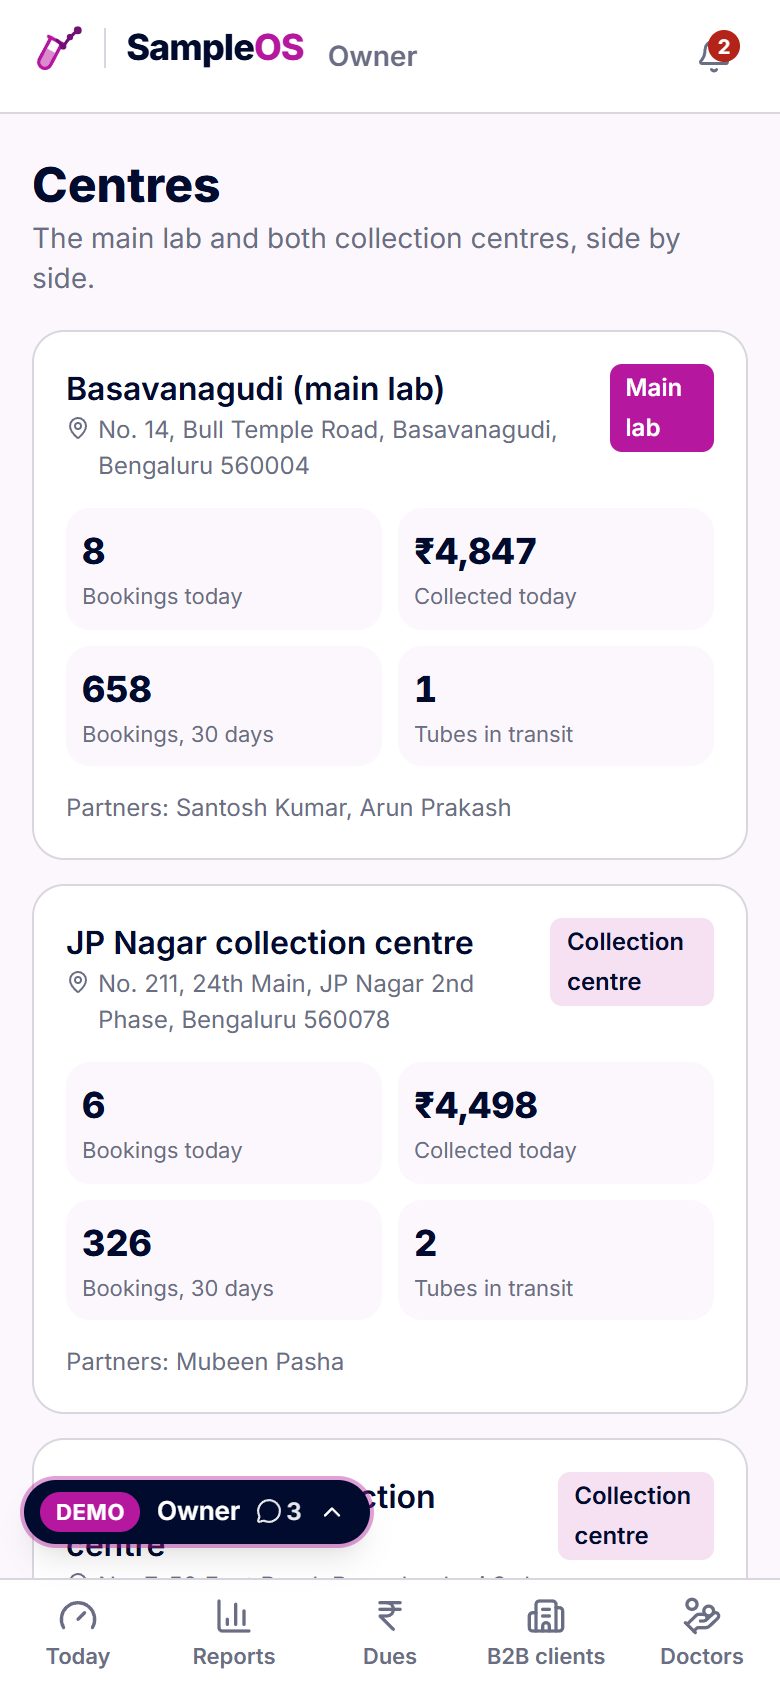 SampleOS
Owner
2
Centres
The main lab and both collection centres, side by
side.
Basavanagudi (main lab)
Main
lab
No. 14, Bull Temple Road, Basavanagudi,
Bengaluru 560004
8
Bookings today
₹4,847
Collected today
658
Bookings, 30 days
1
Tubes in transit
Partners: Santosh Kumar, Arun Prakash
JP Nagar collection centre
Collection
centre
No. 211, 24th Main, JP Nagar 2nd
Phase, Bengaluru 560078
6
Bookings today
₹4,498
Collected today
326
Bookings, 30 days
2
Tubes in transit
Partners: Mubeen Pasha
ction
centre
Collection
centre
DEMO Owner 3
Today
Reports
Dues
B2B clients
Doctors